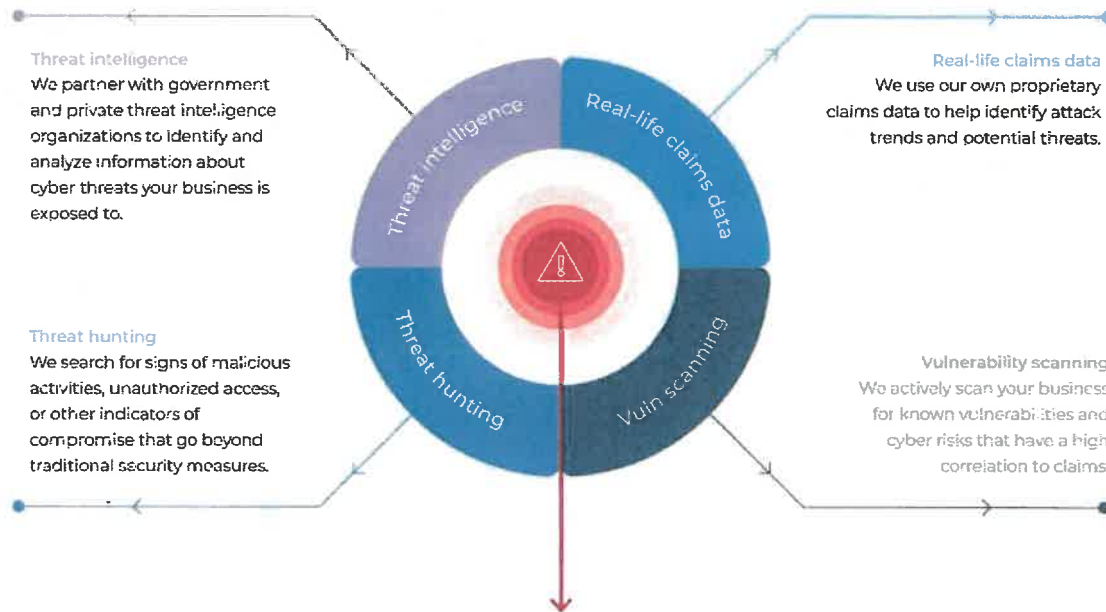 Threat intelligence
We partner with government
and private threat intelligence
organizations to identify and
analyze information about
cyber threats your business is
exposed to.
Real-life claims data
We use our own proprietary
claims data to help identify attack
trends and potential threats.
Threat intelligence
Real-life claims data
Threat hunting
Vuln scanning
Threat hunting
We search for signs of malicious
activities, unauthorized access,
or other indicators of
compromise that go beyond
traditional security measures.
Vulnerability scanning
We actively scan your business
for known vulnerabilities and
cyber risks that have a high
correlation to claims